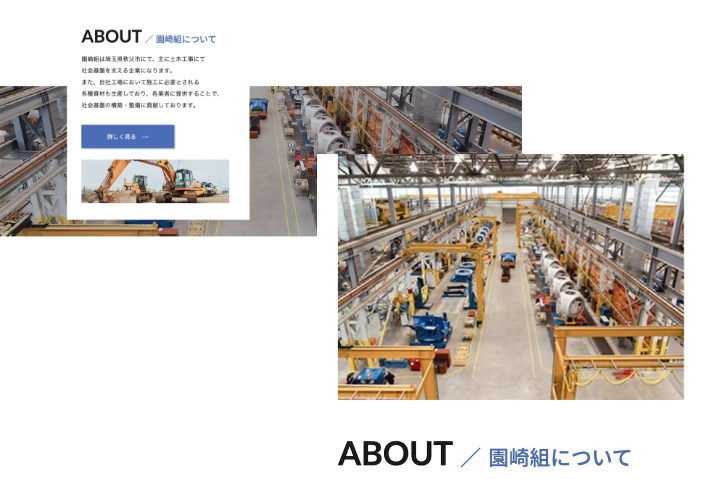 ABOUT ／ 園崎組について
園崎組は埼玉県秩父市にて、主に土木工事にて
社会基盤を支える企業になります。
また、自社工場において施工に必要とされる
各種資材も生産しており、各業者に提供することで、
社会基盤の構築・整備に貢献しております。
詳しく見る →
ABOUT ／ 園崎組について